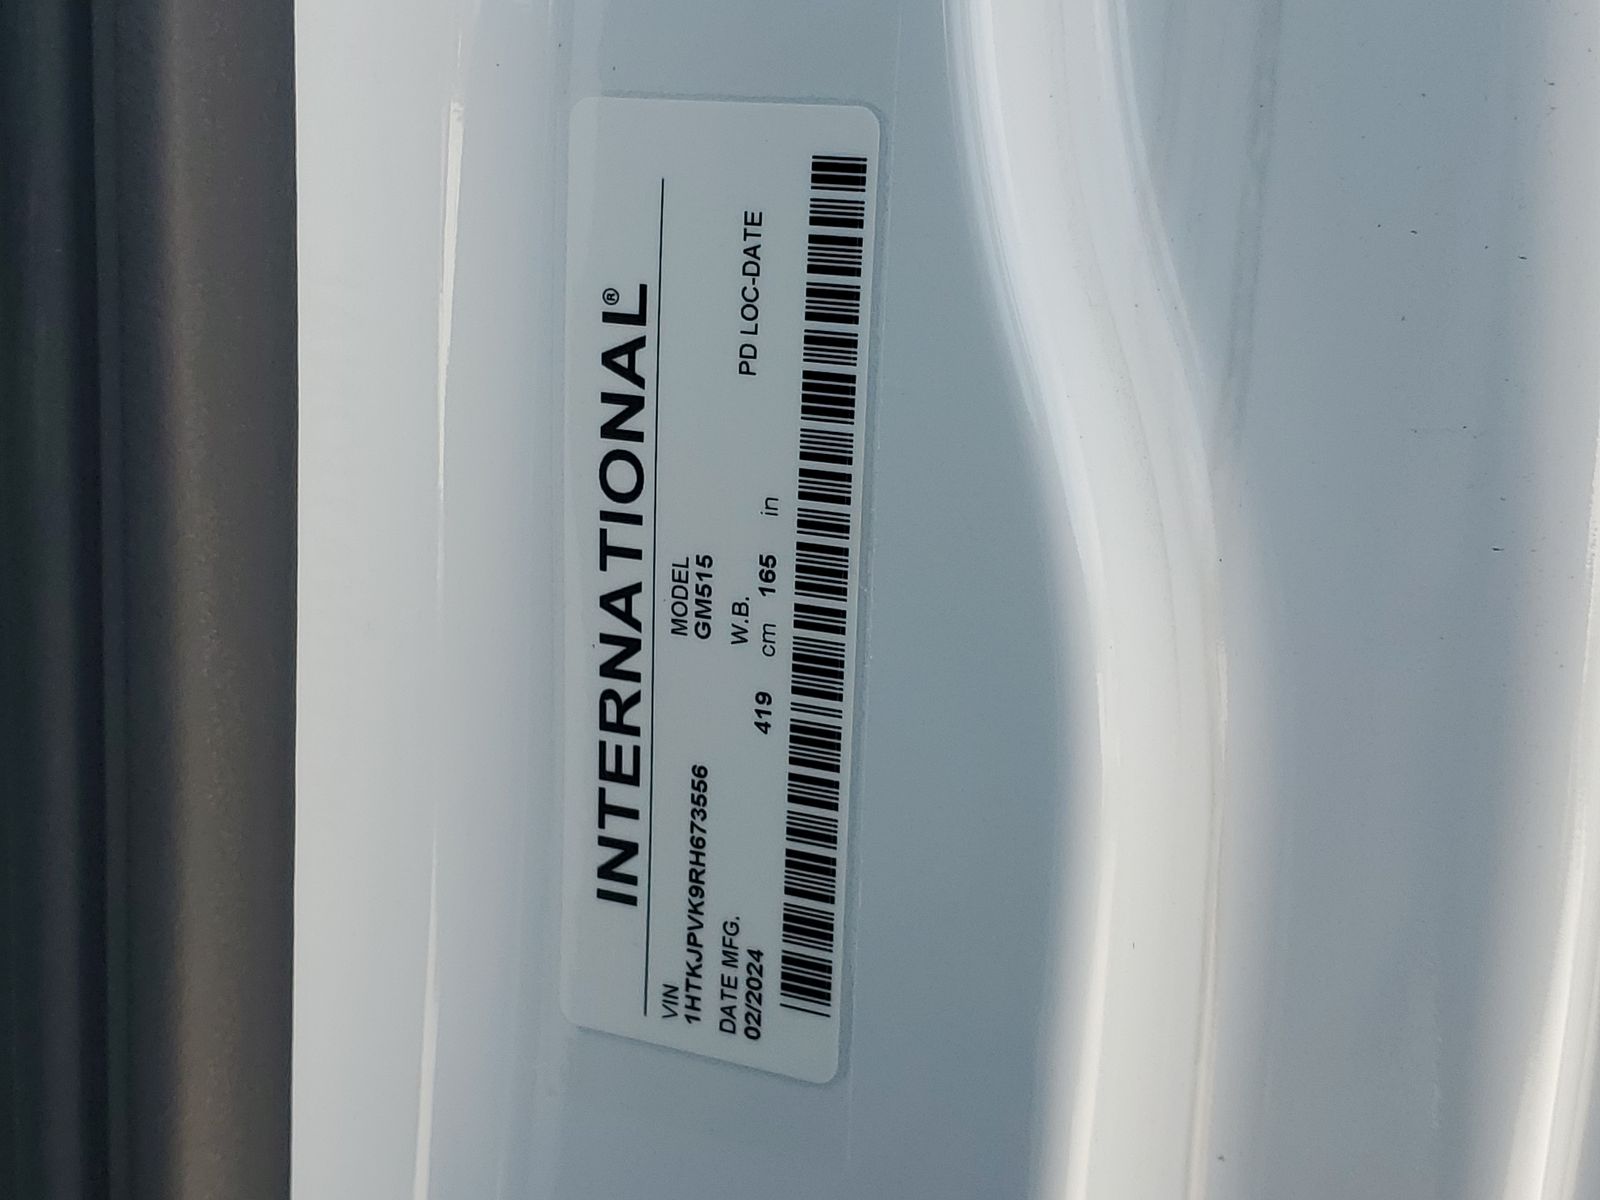 INTERNATIONAL®
VIN MODEL
1HTKJPVK9RH673556 GM515
DATE MFG. W.B. PD LOC-DATE
02/2024 419 cm 165 in